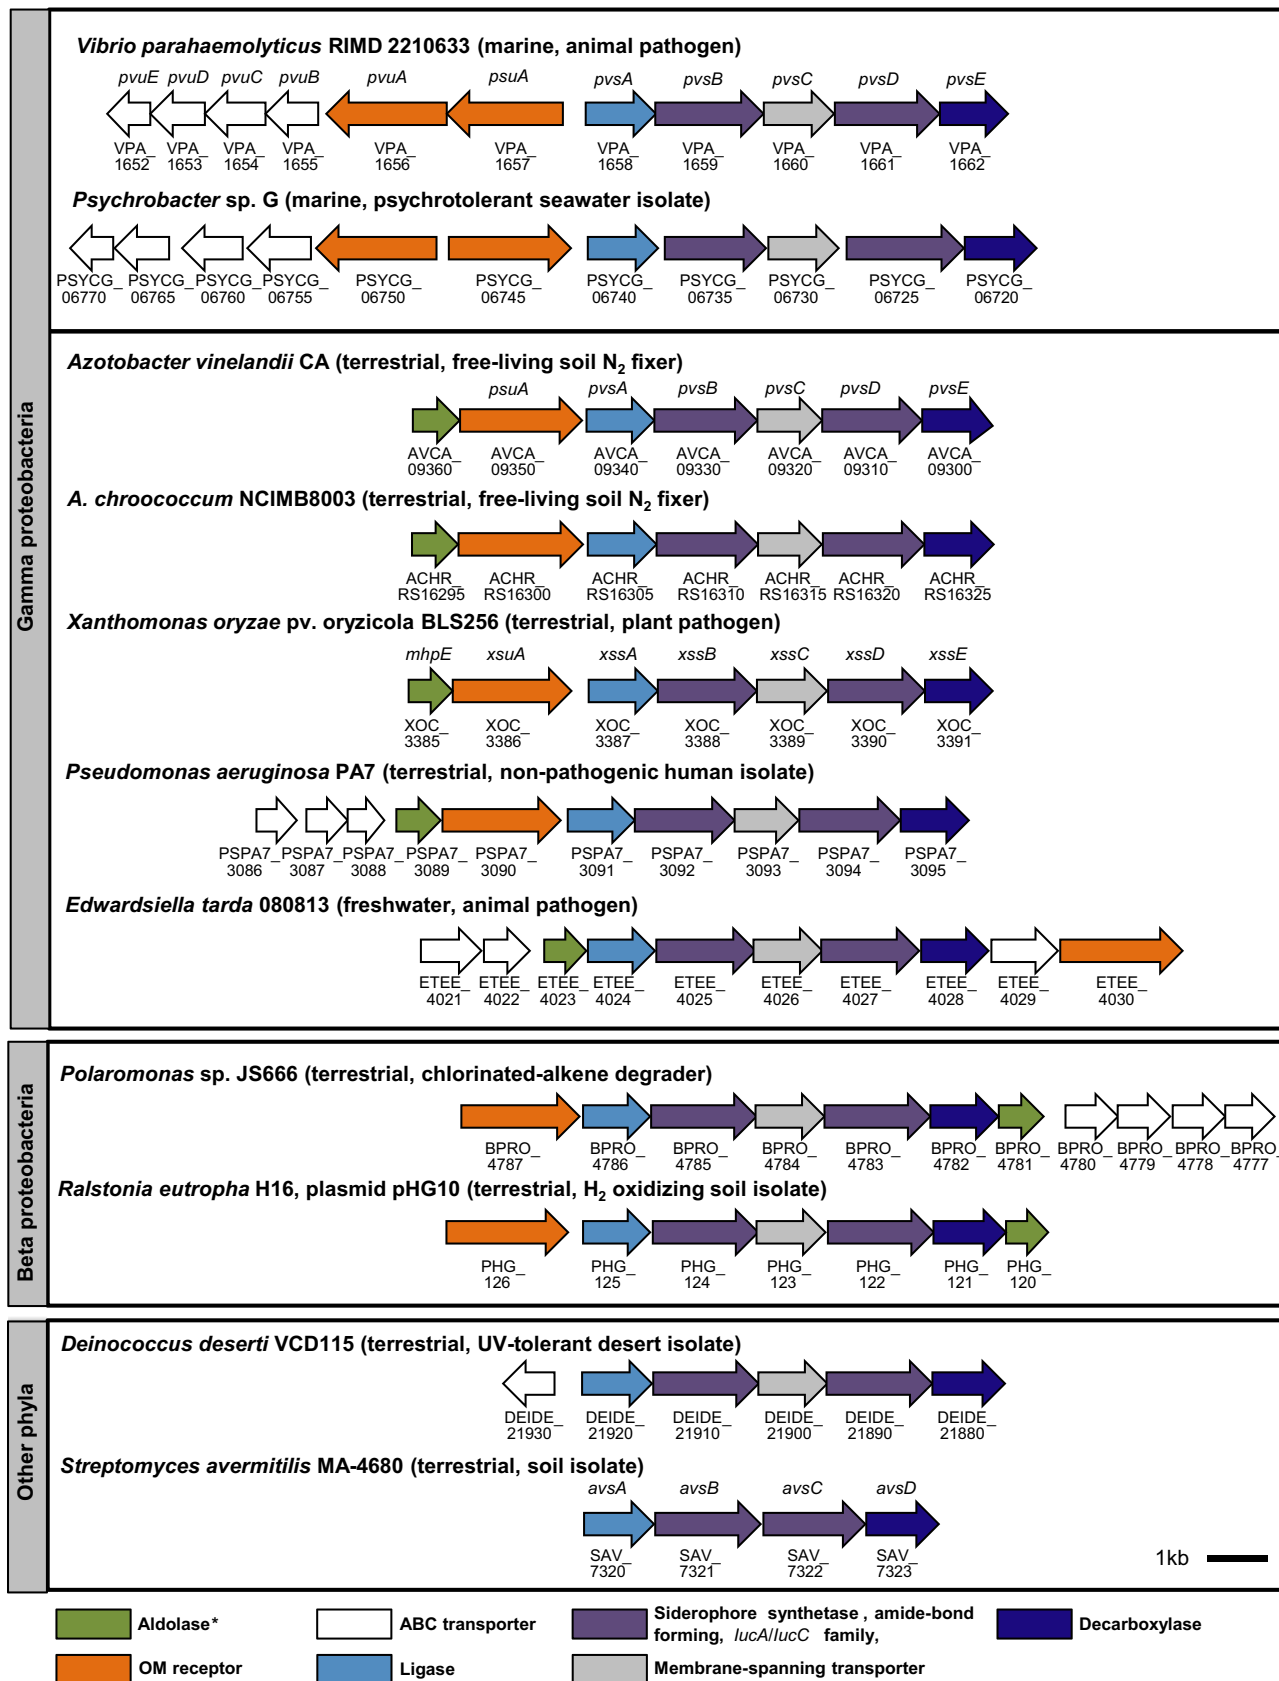 Gamma proteobacteria
Vibrio parahaemolyticus RIMD 2210633 (marine, animal pathogen)
pvuE pvuD pvuC pvuB pvuA psuA pvsA pvsB pvsC pvsD pvsE
VPA_ VPA_ VPA_ VPA_ VPA_ VPA_ VPA_ VPA_ VPA_ VPA_ VPA_
1652 1653 1654 1655 1656 1657 1658 1659 1660 1661 1662
Psychrobacter sp. G (marine, psychrotolerant seawater isolate)
PSYCG_ PSYCG_ PSYCG_ PSYCG_ PSYCG_ PSYCG_ PSYCG_ PSYCG_ PSYCG_ PSYCG_ PSYCG_
06770 06765 06760 06755 06750 06745 06740 06735 06730 06725 06720
Azotobacter vinelandii CA (terrestrial, free-living soil N2 fixer)
psuA pvsA pvsB pvsC pvsD pvsE
AVCA_ AVCA_ AVCA_ AVCA_ AVCA_ AVCA_ AVCA_
09360 09350 09340 09330 09320 09310 09300
A. chroococcum NCIMB8003 (terrestrial, free-living soil N2 fixer)
ACHR_ ACHR_ ACHR_ ACHR_ ACHR_ ACHR_ ACHR_
RS16295 RS16300 RS16305 RS16310 RS16315 RS16320 RS16325
Xanthomonas oryzae pv. oryzicola BLS256 (terrestrial, plant pathogen)
mhpE xsuA xssA xssB xssC xssD xssE
XOC_ XOC_ XOC_ XOC_ XOC_ XOC_ XOC_
3385 3386 3387 3388 3389 3390 3391
Pseudomonas aeruginosa PA7 (terrestrial, non-pathogenic human isolate)
PSPA7_ PSPA7_ PSPA7_ PSPA7_ PSPA7_ PSPA7_ PSPA7_ PSPA7_ PSPA7_ PSPA7_
3086 3087 3088 3089 3090 3091 3092 3093 3094 3095
Edwardsiella tarda 080813 (freshwater, animal pathogen)
ETEE_ ETEE_ ETEE_ ETEE_ ETEE_ ETEE_ ETEE_ ETEE_ ETEE_ ETEE_
4021 4022 4023 4024 4025 4026 4027 4028 4029 4030
Beta proteobacteria
Polaromonas sp. JS666 (terrestrial, chlorinated-alkene degrader)
BPRO_ BPRO_ BPRO_ BPRO_ BPRO_ BPRO_ BPRO_ BPRO_ BPRO_ BPRO_ BPRO_
4787 4786 4785 4784 4783 4782 4781 4780 4779 4778 4777
Ralstonia eutropha H16, plasmid pHG10 (terrestrial, H2 oxidizing soil isolate)
PHG_ PHG_ PHG_ PHG_ PHG_ PHG_ PHG_
126 125 124 123 122 121 120
Other phyla
Deinococcus deserti VCD115 (terrestrial, UV-tolerant desert isolate)
DEIDE_ DEIDE_ DEIDE_ DEIDE_ DEIDE_ DEIDE_
21930 21920 21910 21900 21890 21880
Streptomyces avermitilis MA-4680 (terrestrial, soil isolate)
avsA avsB avsC avsD
SAV_ SAV_ SAV_ SAV_
7320 7321 7322 7323
1kb
Aldolase*
ABC transporter
Siderophore synthetase, amide-bond
forming, IucA/IucC family,
Decarboxylase
OM receptor
Ligase
Membrane-spanning transporter